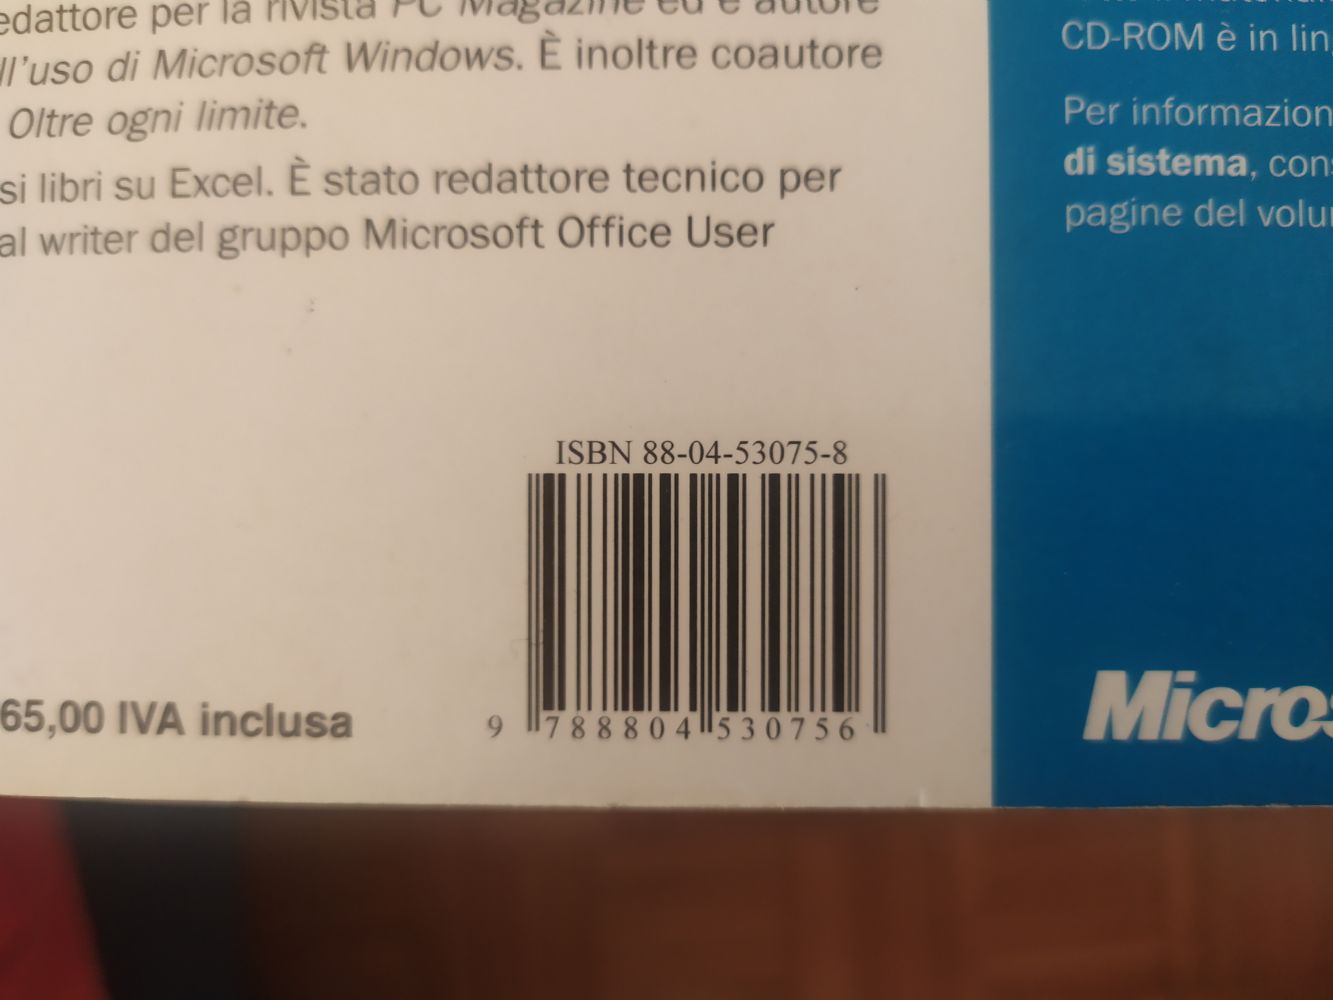 edattore per la rivista PC Magazine ed è autore
ll'uso di Microsoft Windows. È inoltre coautore
Oltre ogni limite.
si libri su Excel. È stato redattore tecnico per
al writer del gruppo Microsoft Office User
CD-ROM è in lin
Per informazion
di sistema, cons
pagine del volu
ISBN 88-04-53075-8
9 788804 530756
65,00 IVA inclusa
Micros